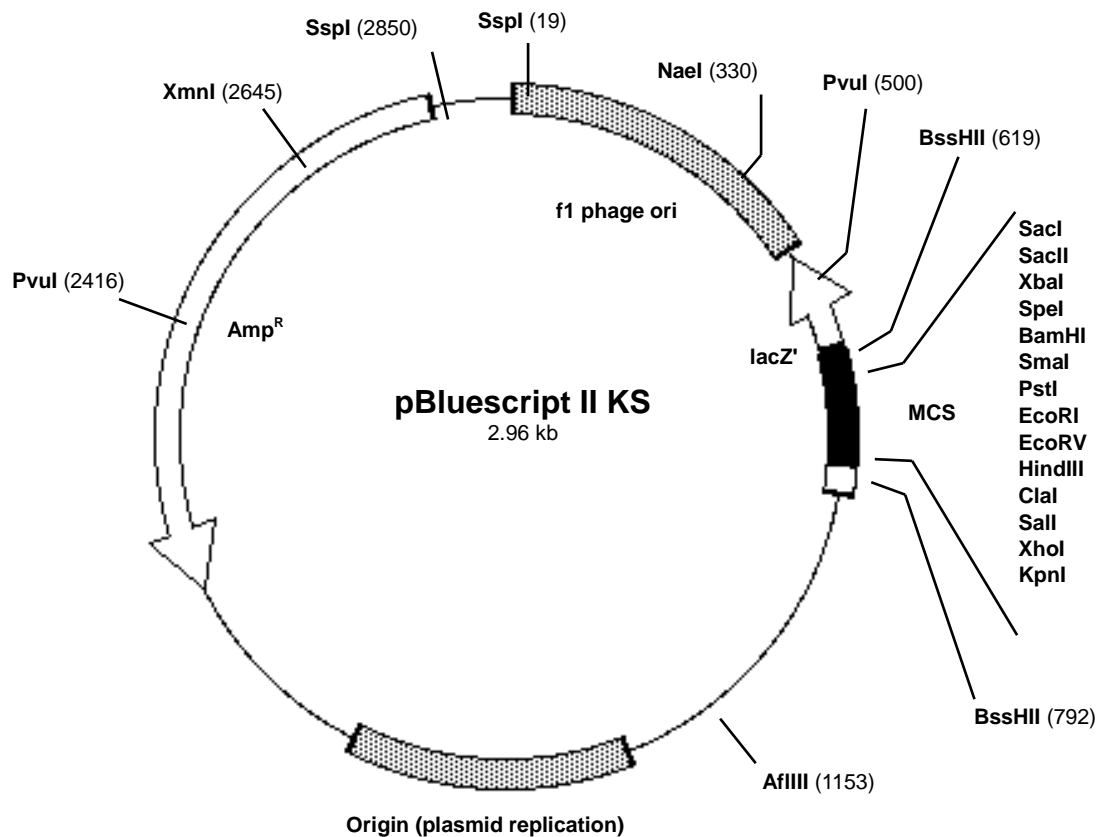 SspI (2850)
SspI (19)
NaeI (330)
XmnI (2645)
PvuI (500)
BssHII (619)
f1 phage ori
SacI
SacII
XbaI
SpeI
BamHI
SmaI
PstI
EcoRI
EcoRV
HindIII
ClaI
SalI
XhoI
KpnI
PvuI (2416)
AmpR
lacZ'
pBluescript II KS
2.96 kb
MCS
BssHII (792)
AflIII (1153)
Origin (plasmid replication)